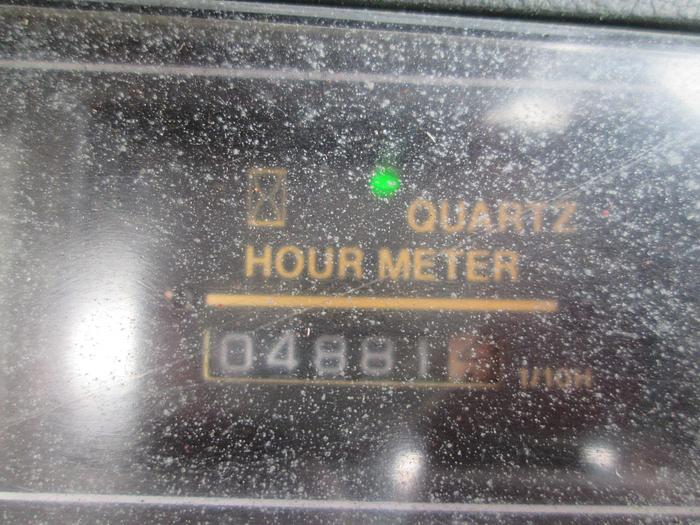 QUARTZ
HOUR METER
04881
1/10H